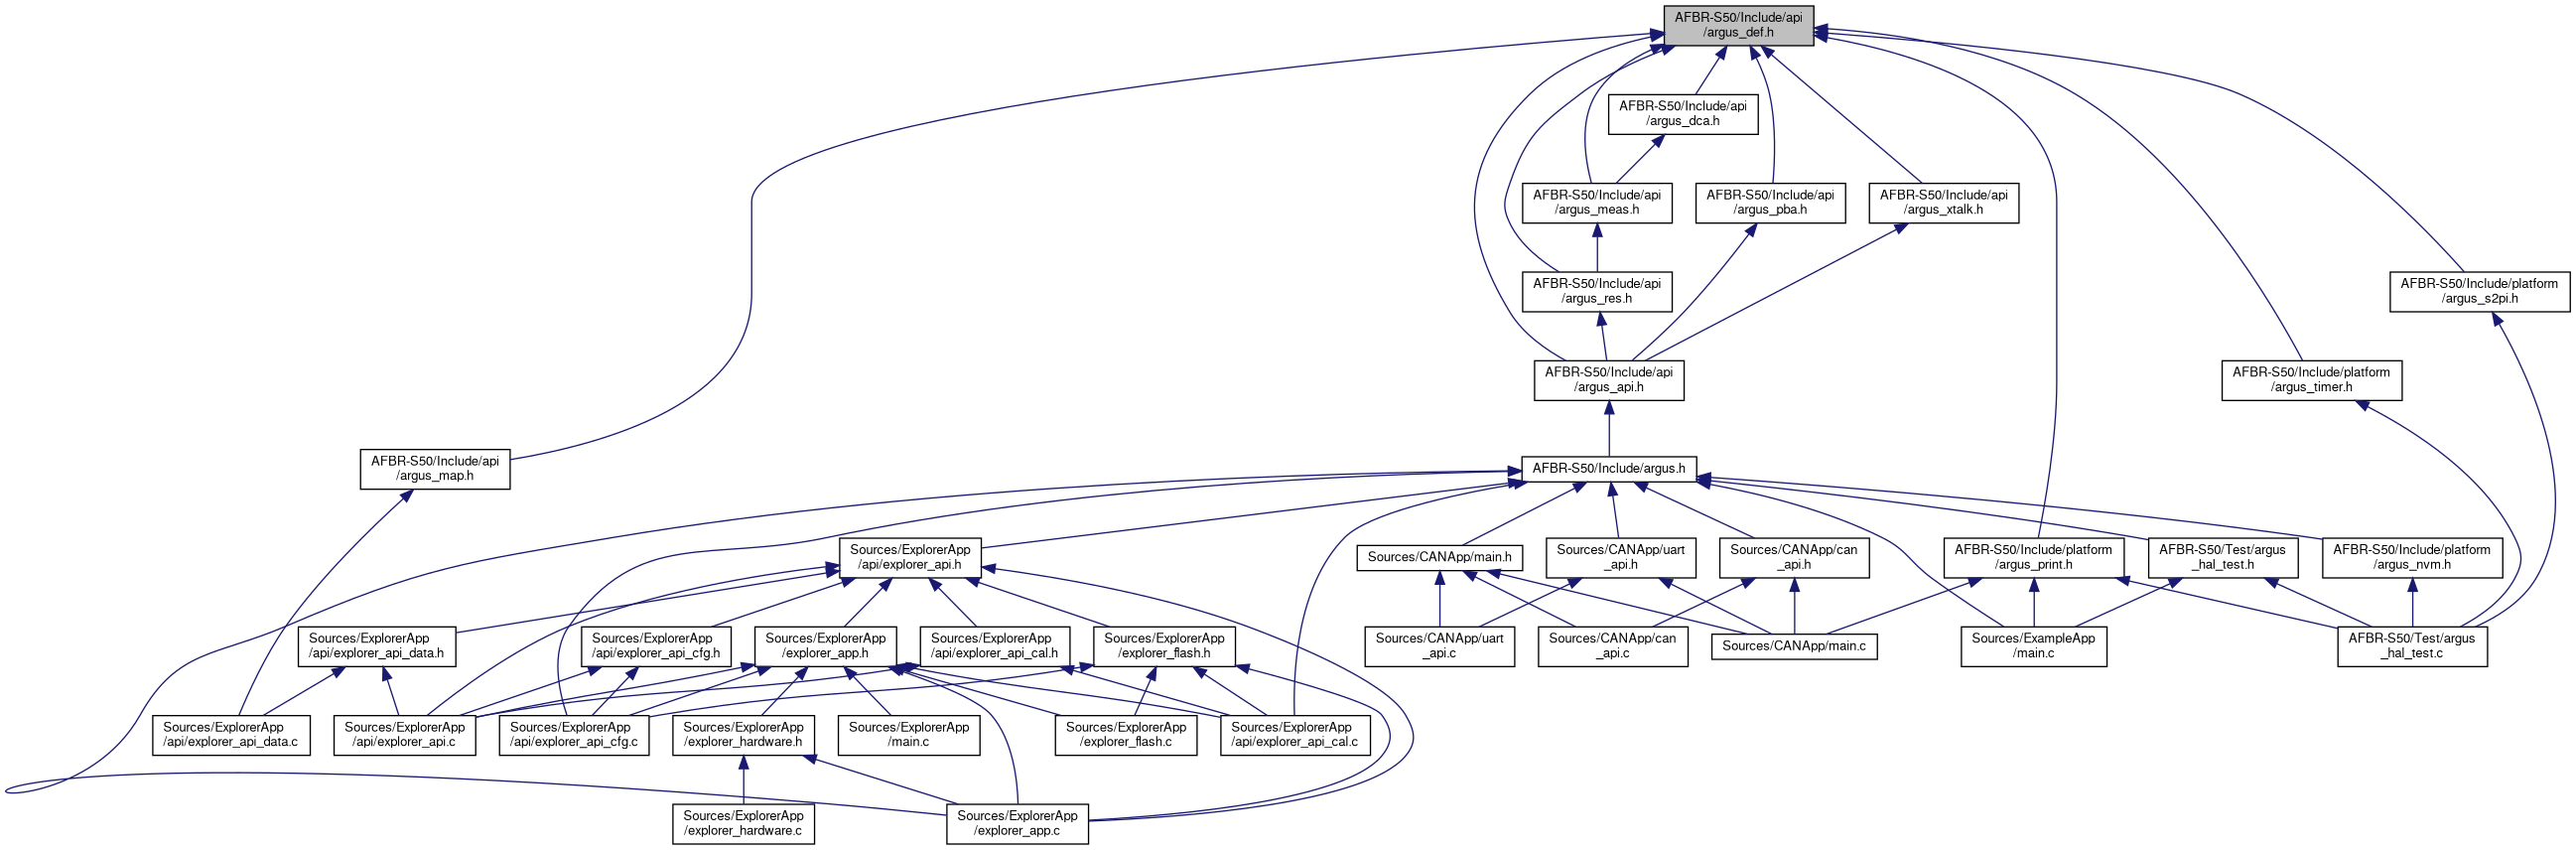 AFBR-S50/Include/api
/argus_def.h
AFBR-S50/Include/api
/argus_dca.h
AFBR-S50/Include/api
/argus_meas.h
AFBR-S50/Include/api
/argus_pba.h
AFBR-S50/Include/api
/argus_xtalk.h
AFBR-S50/Include/api
/argus_res.h
AFBR-S50/Include/platform
/argus_s2pi.h
AFBR-S50/Include/api
/argus_api.h
AFBR-S50/Include/platform
/argus_timer.h
AFBR-S50/Include/api
/argus_map.h
AFBR-S50/Include/argus.h
Sources/ExplorerApp
/api/explorer_api.h
Sources/CANApp/main.h
Sources/CANApp/uart
_api.h
Sources/CANApp/can
_api.h
AFBR-S50/Include/platform
/argus_print.h
AFBR-S50/Test/argus
_hal_test.h
AFBR-S50/Include/platform
/argus_nvm.h
Sources/ExplorerApp
/api/explorer_api_data.h
Sources/ExplorerApp
/api/explorer_api_cfg.h
Sources/ExplorerApp
/explorer_app.h
Sources/ExplorerApp
/api/explorer_api_cal.h
Sources/ExplorerApp
/explorer_flash.h
Sources/CANApp/uart
_api.c
Sources/CANApp/can
_api.c
Sources/CANApp/main.c
Sources/ExampleApp
/main.c
AFBR-S50/Test/argus
_hal_test.c
Sources/ExplorerApp
/api/explorer_api_data.c
Sources/ExplorerApp
/api/explorer_api.c
Sources/ExplorerApp
/api/explorer_api_cfg.c
Sources/ExplorerApp
/explorer_hardware.h
Sources/ExplorerApp
/main.c
Sources/ExplorerApp
/explorer_flash.c
Sources/ExplorerApp
/api/explorer_api_cal.c
Sources/ExplorerApp
/explorer_hardware.c
Sources/ExplorerApp
/explorer_app.c